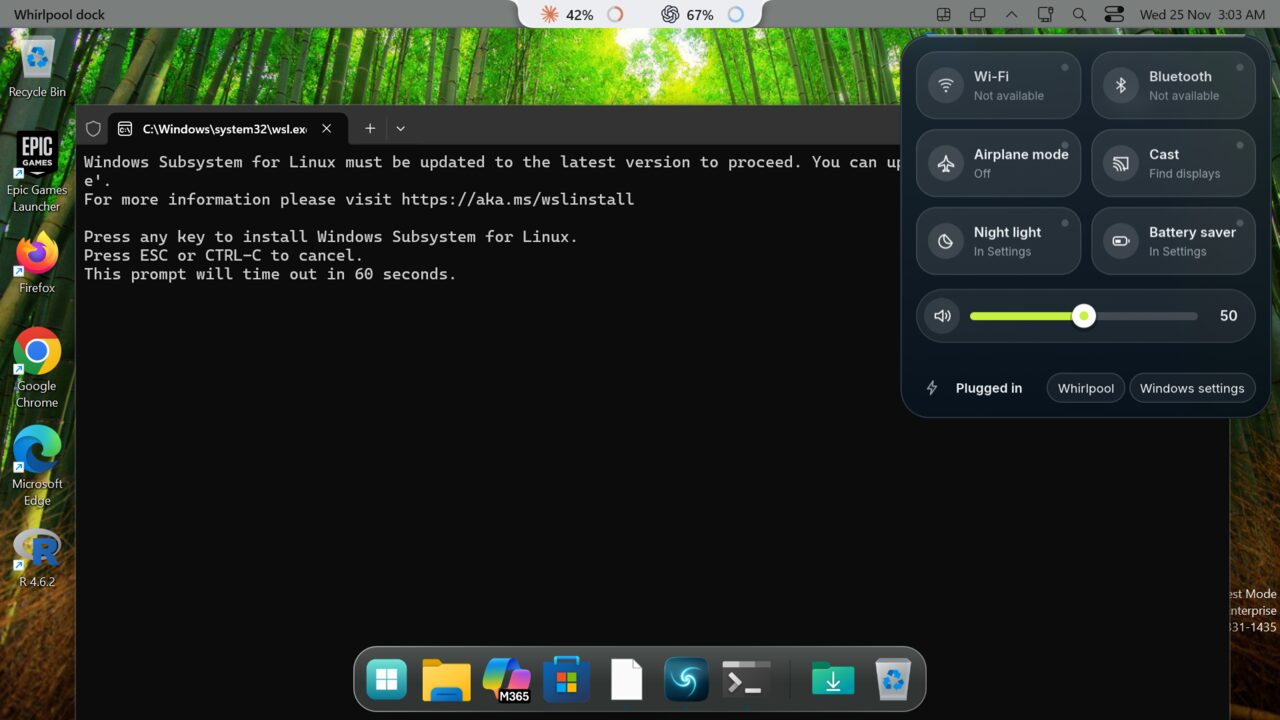 Whirlpool dock
42%
67%
Wed 25 Nov 3:03 AM
Recycle Bin
EPIC
GAMES
Epic Games
Launcher
Firefox
Google
Chrome
Microsoft
Edge
R 4.6.2
C:\Windows\system32\wsl.ex
Windows Subsystem for Linux must be updated to the latest version to proceed. You can up
e'.
For more information please visit https://aka.ms/wslinstall
Press any key to install Windows Subsystem for Linux.
Press ESC or CTRL-C to cancel.
This prompt will time out in 60 seconds.
Wi-Fi
Not available
Bluetooth
Not available
Airplane mode
Off
Cast
Find displays
Night light
In Settings
Battery saver
In Settings
50
Plugged in
Whirlpool
Windows settings
est Mode
nterprise
331-1435
M365